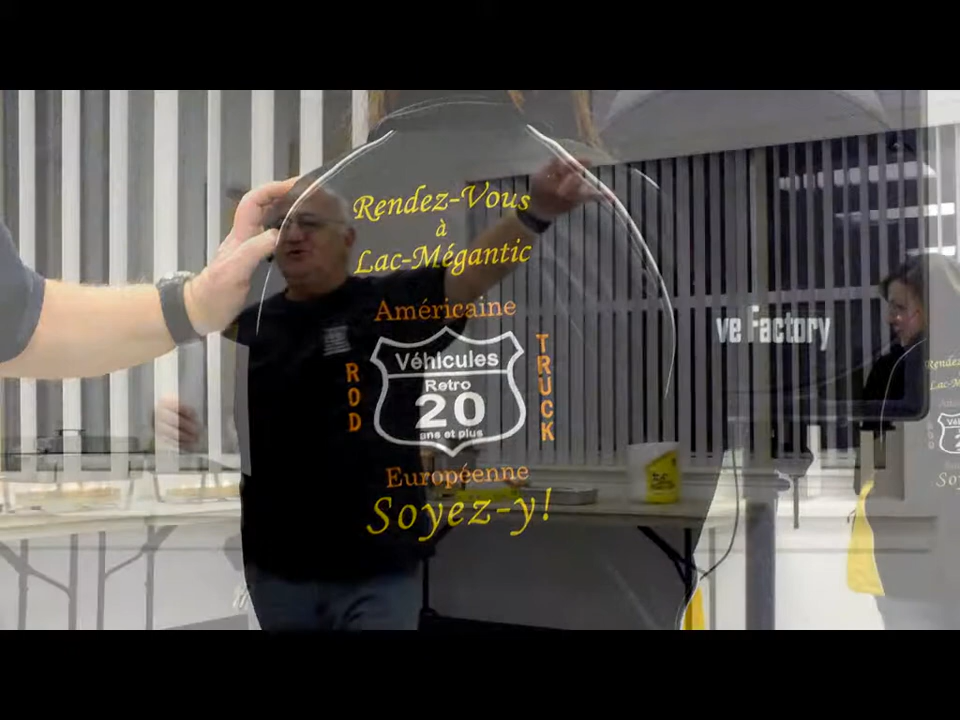 Rendez-Vous
à
Lac-Mégantic
Américaine
ROD
Véhicules
Retro
20
ans et plus
TRUCK
Européenne
Soyez-y!
ve Factory